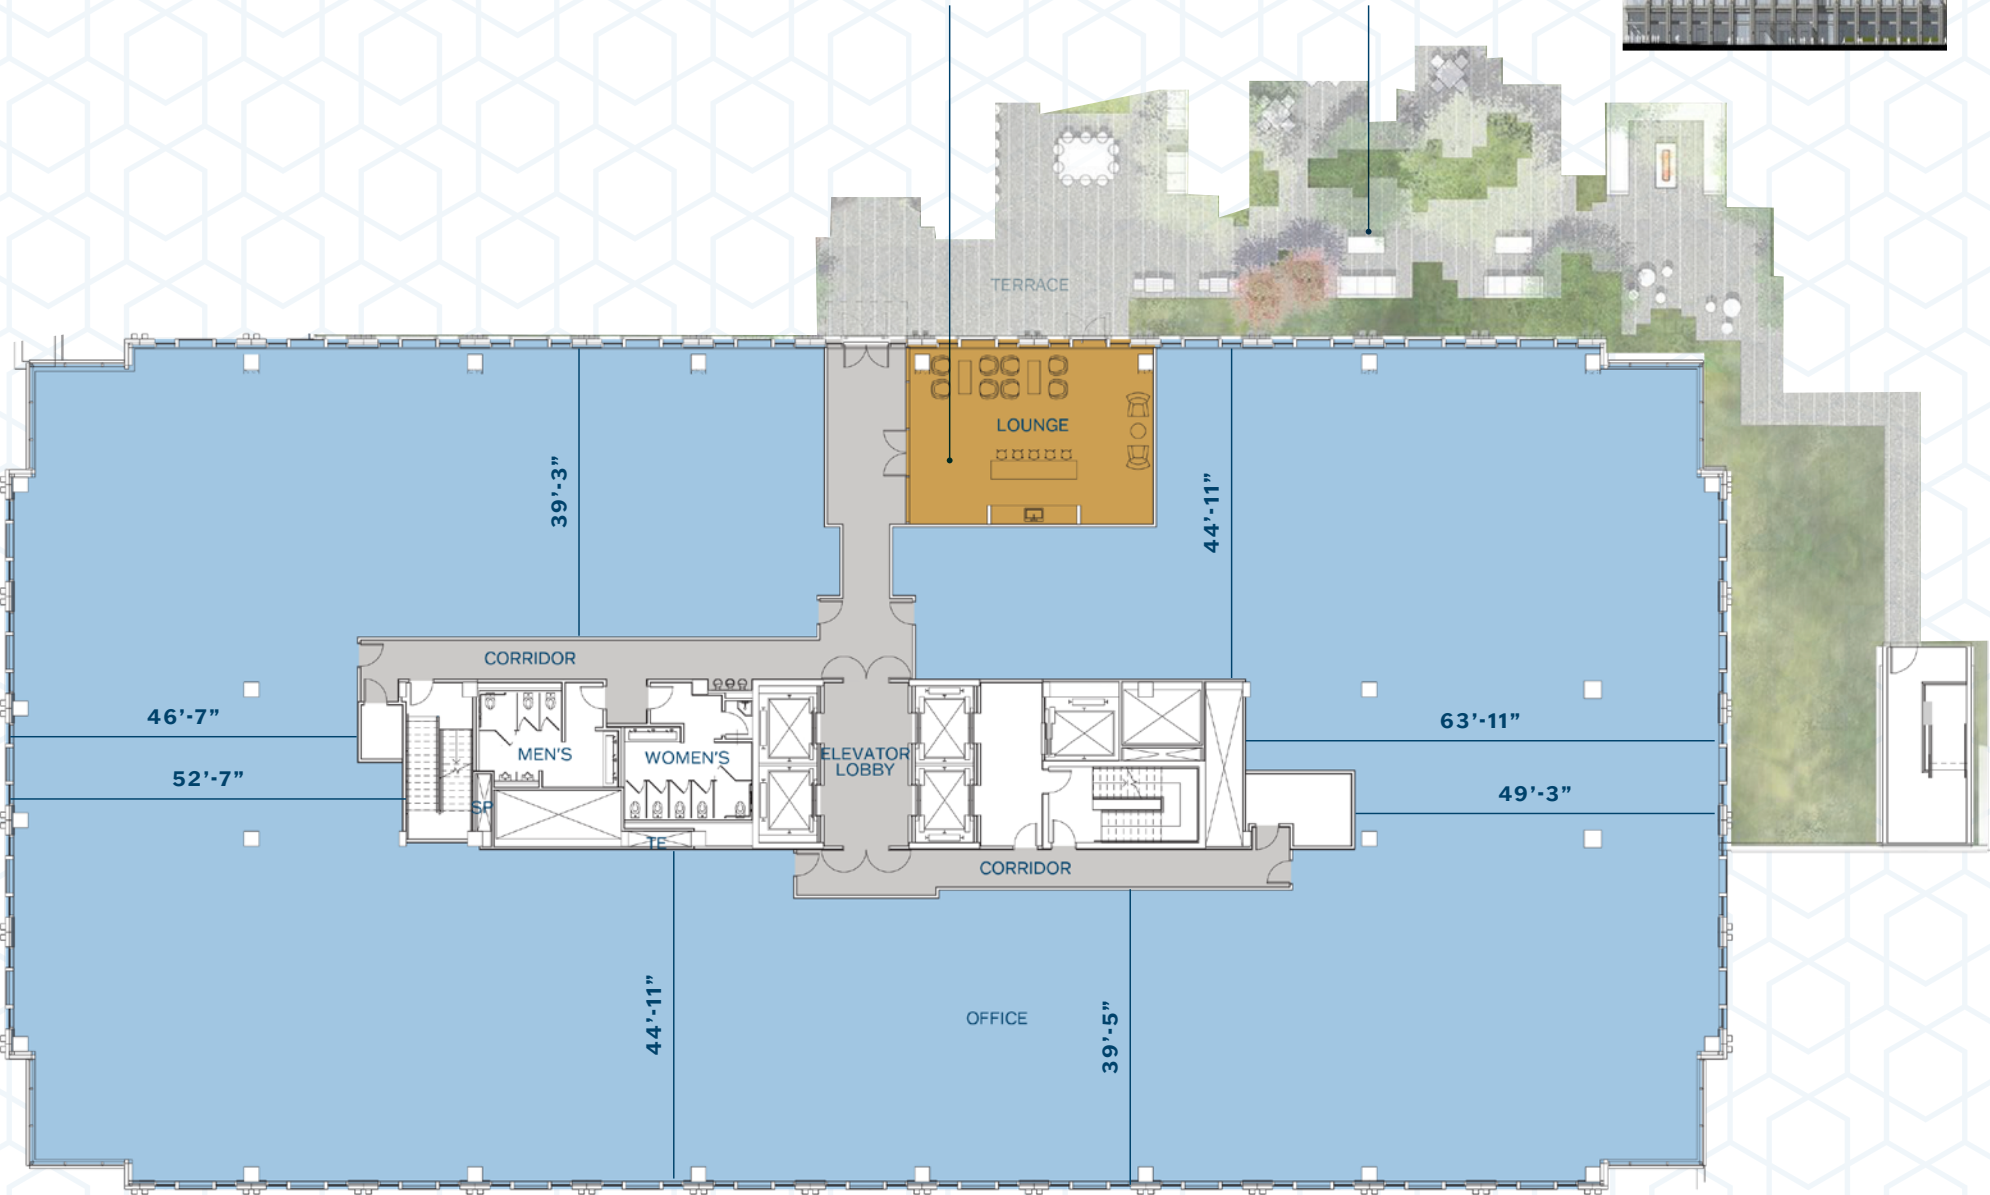 TERRACE
LOUNGE
39'-3”
44'-11”
CORRIDOR
46'-7”
63'-11”
MEN'S
WOMEN'S
ELEVATOR
LOBBY
52'-7”
49'-3”
SP
TE
CORRIDOR
44'-11”
OFFICE
39'-5”